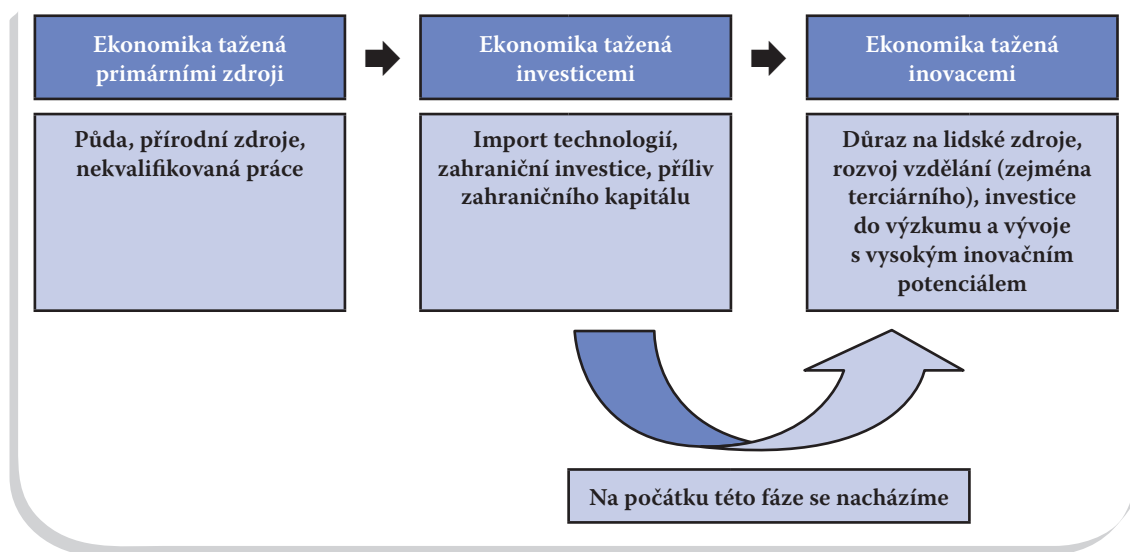 Ekonomika tažená
primárními zdroji
Půda, přírodní zdroje,
nekvalifikovaná práce
Ekonomika tažená
investicemi
Import technologií,
zahraniční investice, příliv
zahraničního kapitálu
Ekonomika tažená
inovacemi
Důraz na lidské zdroje,
rozvoj vzdělání (zejména
terciárního), investice
do výzkumu a vývoje
s vysokým inovačním
potenciálem
Na počátku této fáze se nacházíme